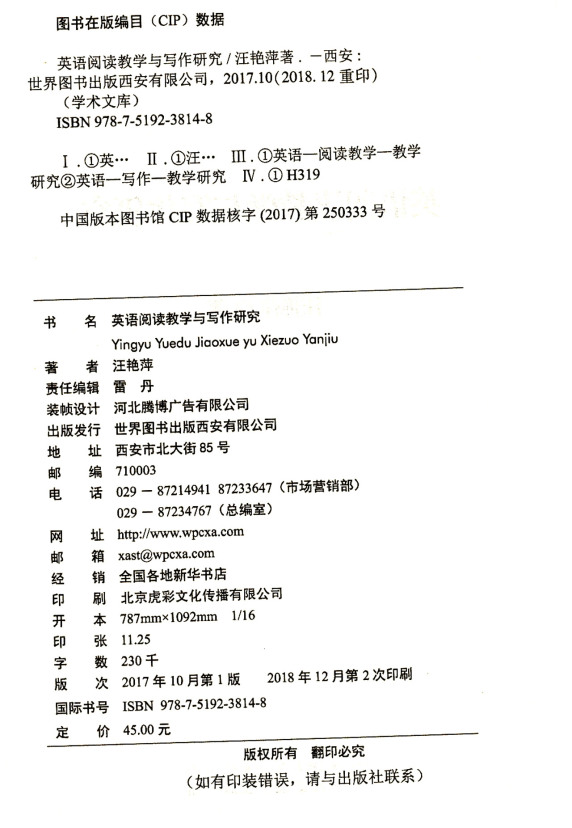 图书在版编目（CIP）数据
英语阅读教学与写作研究/汪艳萍著．—西安：
世界图书出版西安有限公司，2017.10(2018.12 重印)
（学术文库）
ISBN 978-7-5192-3814-8
Ⅰ.①英… Ⅱ.①汪… Ⅲ.①英语—阅读教学—教学
研究②英语—写作—教学研究 Ⅳ.① H319
中国版本图书馆 CIP 数据核字 (2017) 第 250333 号
书 名 英语阅读教学与写作研究
Yingyu Yuedu Jiaoxue yu Xiezuo Yanjiu
著 者 汪艳萍
责任编辑 雷 丹
装帧设计 河北腾博广告有限公司
出版发行 世界图书出版西安有限公司
地 址 西安市北大街 85 号
邮 编 710003
电 话 029 － 87214941 87233647（市场营销部）
029 － 87234767（总编室）
网 址 http://www.wpcxa.com
邮 箱 xast@wpcxa.com
经 销 全国各地新华书店
印 刷 北京虎彩文化传播有限公司
开 本 787mm×1092mm 1/16
印 张 11.25
字 数 230 千
版 次 2017 年 10 月第 1 版 2018 年 12 月第 2 次印刷
国际书号 ISBN 978-7-5192-3814-8
定 价 45.00 元
版权所有 翻印必究
（如有印装错误，请与出版社联系）